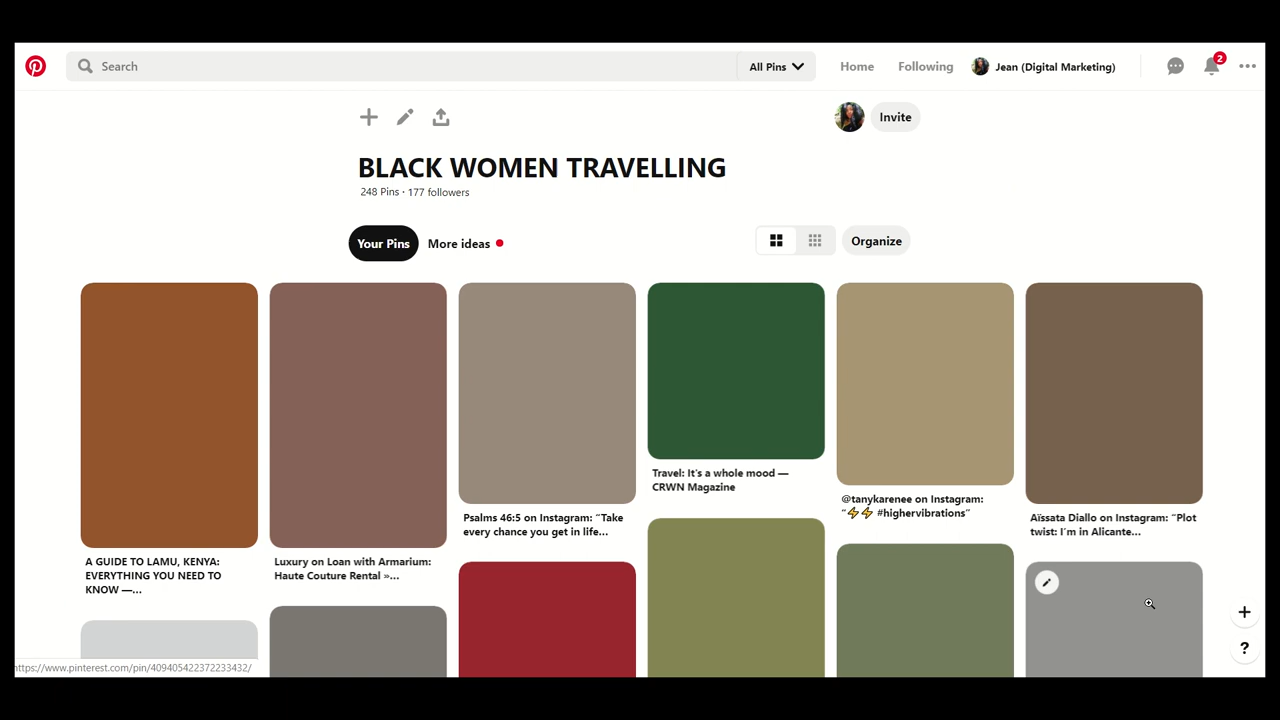 Search
All Pins
Home
Following
Jean (Digital Marketing)
2
Invite
BLACK WOMEN TRAVELLING
248 Pins · 177 followers
Your Pins
More ideas
Organize
A GUIDE TO LAMU, KENYA:
EVERYTHING YOU NEED TO
KNOW —...
Luxury on Loan with Armarium:
Haute Couture Rental »...
Psalms 46:5 on Instagram: “Take
every chance you get in life...
Travel: It's a whole mood —
CRWN Magazine
@tanykarenee on Instagram:
“⚡⚡ #highervibrations”
Aïssata Diallo on Instagram: “Plot
twist: I'm in Alicante...
+
?
https://www.pinterest.com/pin/409405422372233432/